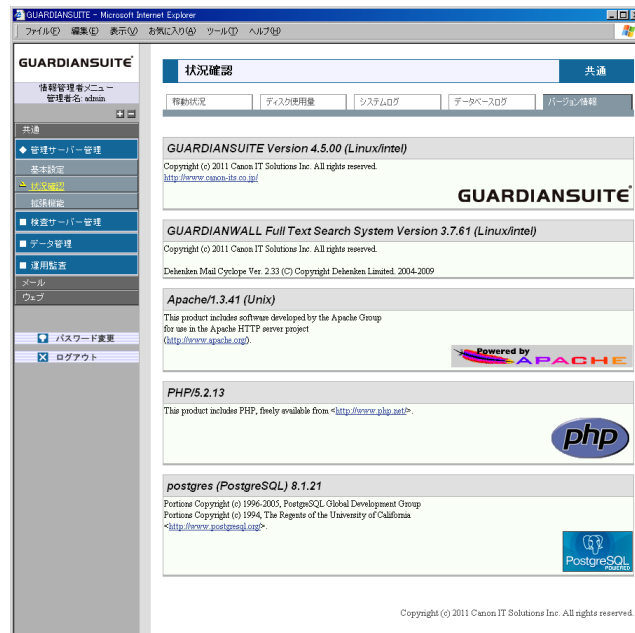 GUARDIANSUITE - Microsoft Internet Explorer
ファイル(F) 編集(E) 表示(V) お気に入り(A) ツール(T) ヘルプ(H)
GUARDIANSUITE
情報管理者メニュー
管理者名: admin
共通
管理サーバー管理
基本設定
状況確認
拡張機能
検査サーバー管理
データ管理
運用監査
メール
ウェブ
パスワード変更
ログアウト
状況確認 共通
稼動状況 ディスク使用量 システムログ データベースログ バージョン情報
GUARDIANSUITE Version 4.5.00 (Linux/intel)
Copyright (c) 2011 Canon IT Solutions Inc. All rights reserved.
http://www.canon-its.co.jp/
GUARDIANSUITE
GUARDIANWALL Full Text Search System Version 3.7.61 (Linux/intel)
Copyright (c) 2011 Canon IT Solutions Inc. All rights reserved.
Dehenken Mail Cyclope Ver. 2.33 (C) Copyright Dehenken Limited. 2004-2009
Apache/1.3.41 (Unix)
This product includes software developed by the Apache Group
for use in the Apache HTTP server project
(http://www.apache.org/).
Powered by
APACHE
PHP/5.2.13
This product includes PHP, freely available from <http://www.php.net/>.
php
postgres (PostgreSQL) 8.1.21
Portions Copyright (c) 1996-2005, PostgreSQL Global Development Group
Portions Copyright (c) 1994, The Regents of the University of California
<http://www.postgresql.org/>.
PostgreSQL
POWERED
Copyright (c) 2011 Canon IT Solutions Inc. All rights reserved.